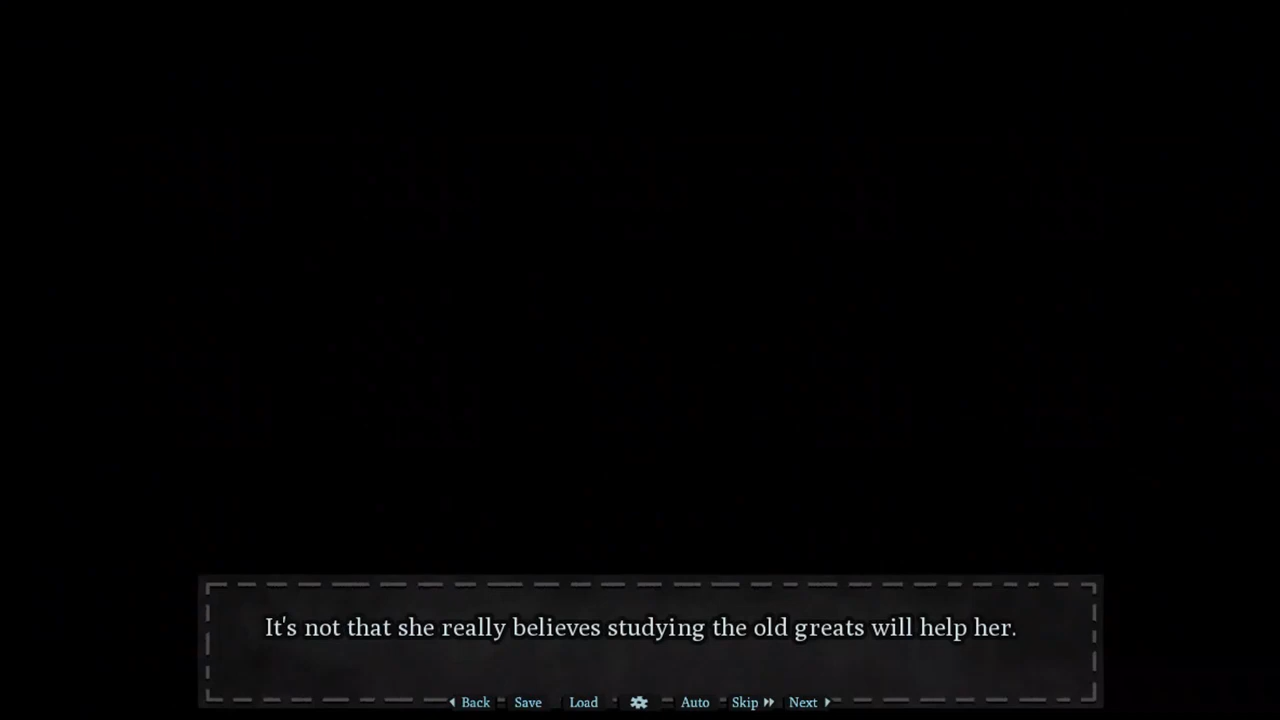 It's not that she really believes studying the old greats will help her.
Back Save Load Auto Skip Next